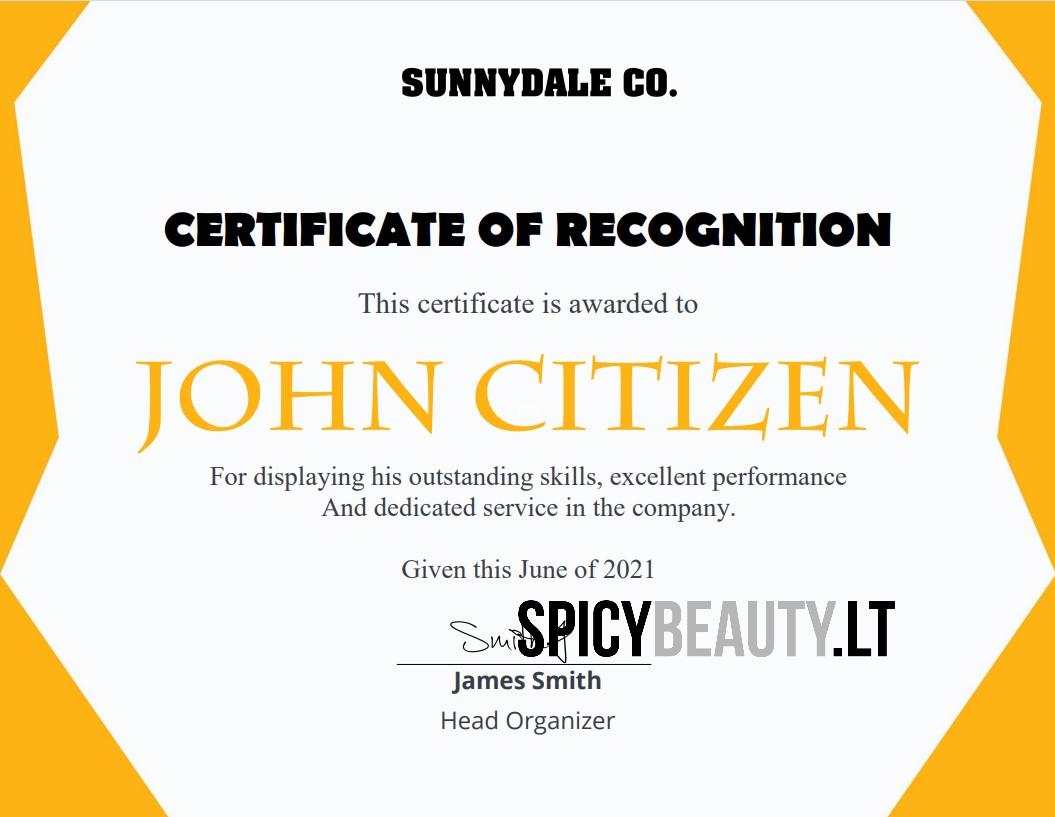 SUNNYDALE CO.
CERTIFICATE OF RECOGNITION
This certificate is awarded to
JOHN CITIZEN
For displaying his outstanding skills, excellent performance
And dedicated service in the company.
Given this June of 2021
SPICYBEAUTY.LT
James Smith
Head Organizer